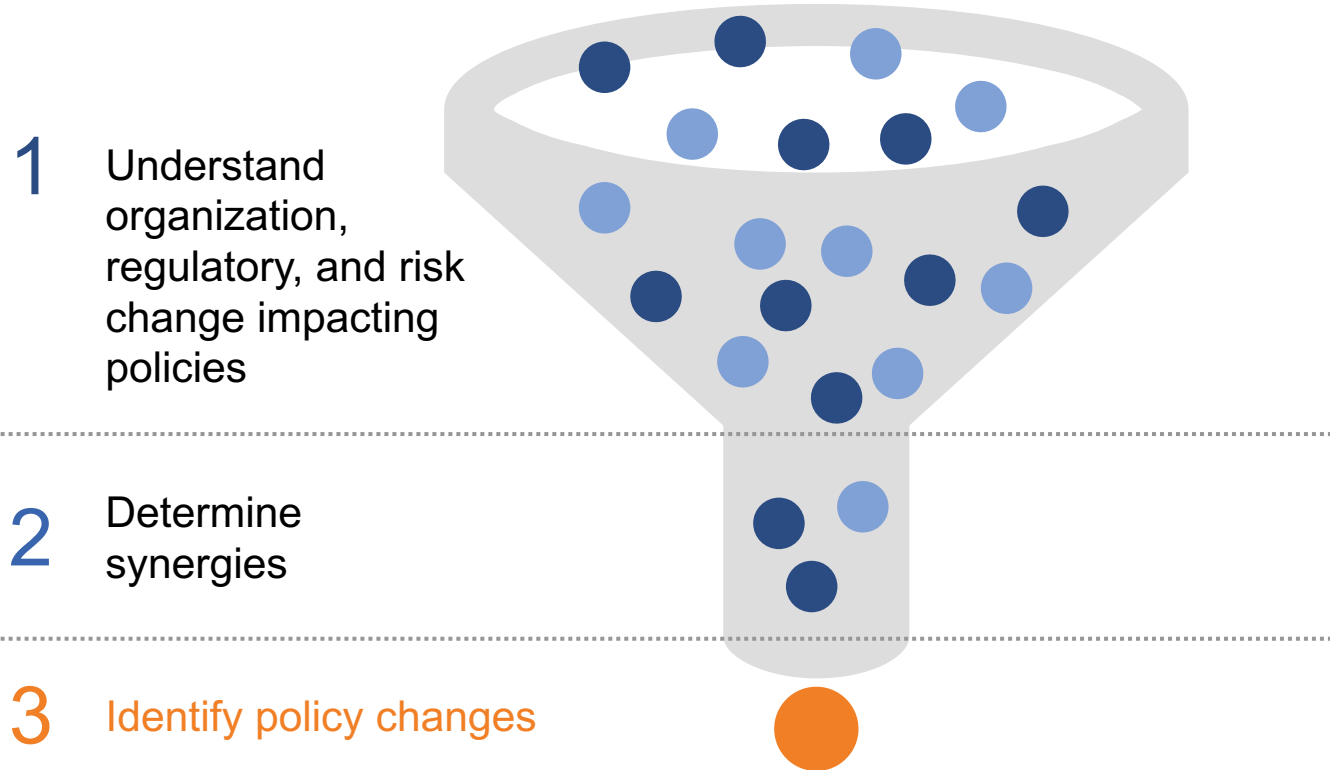 1
Understand
organization,
regulatory, and risk
change impacting
policies
2
Determine
synergies
3
Identify policy changes